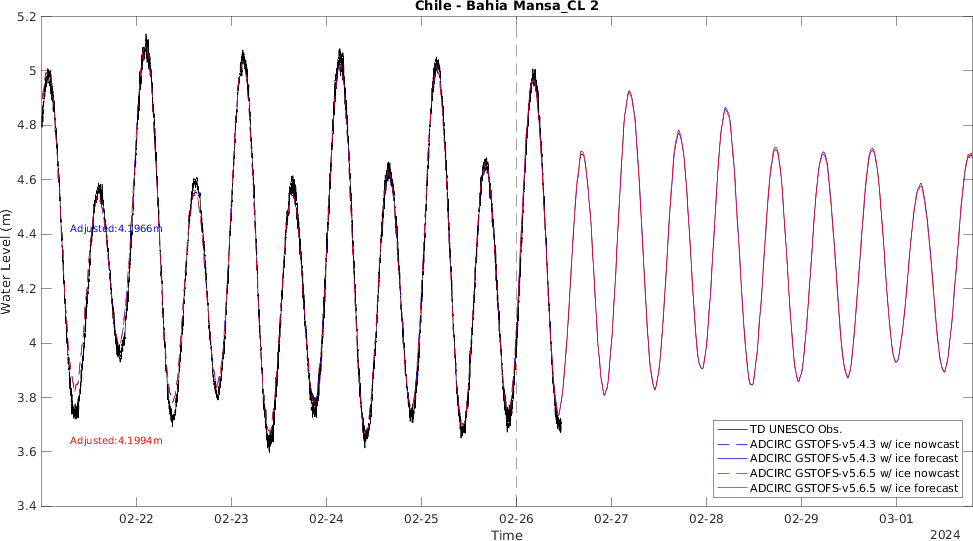 Chile - Bahia Mansa_CL 2
5.2
5
4.8
4.6
4.4
4.2
4
3.8
3.6
3.4
Water Level (m)
Adjusted:4.1966m
Adjusted:4.1994m
TD UNESCO Obs.
ADCIRC GSTOFS-v5.4.3 w/ ice nowcast
ADCIRC GSTOFS-v5.4.3 w/ ice forecast
ADCIRC GSTOFS-v5.6.5 w/ ice nowcast
ADCIRC GSTOFS-v5.6.5 w/ ice forecast
02-22 02-23 02-24 02-25 02-26 02-27 02-28 02-29 03-01
Time
2024